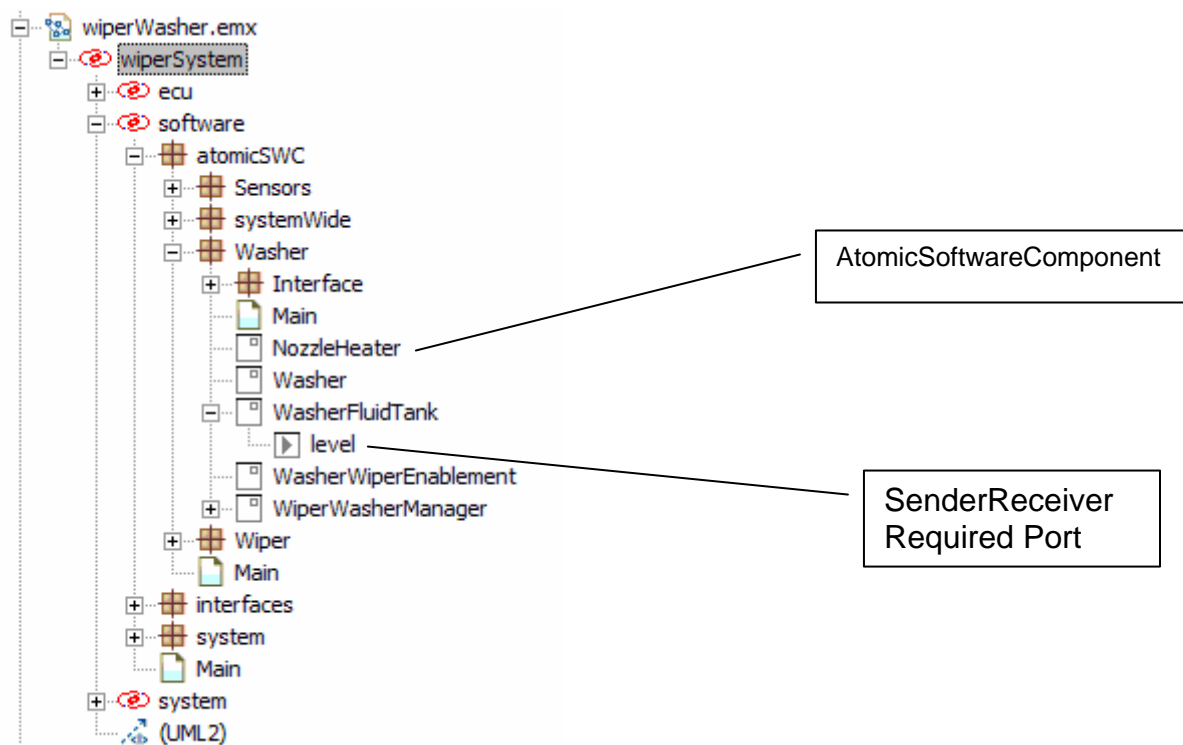 wiperWasher.emx
wiperSystem
ecu
software
atomicSWC
Sensors
systemWide
Washer
Interface
Main
NozzleHeater
Washer
WasherFluidTank
level
WasherWiperEnablement
WiperWasherManager
Wiper
Main
interfaces
system
Main
system
(UML2)
AtomicSoftwareComponent
SenderReceiver
Required Port